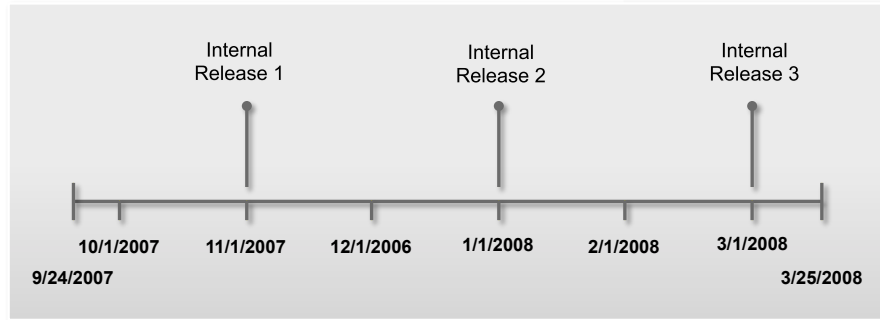 Internal
Release 1
Internal
Release 2
Internal
Release 3
10/1/2007
11/1/2007
12/1/2006
1/1/2008
2/1/2008
3/1/2008
9/24/2007
3/25/2008